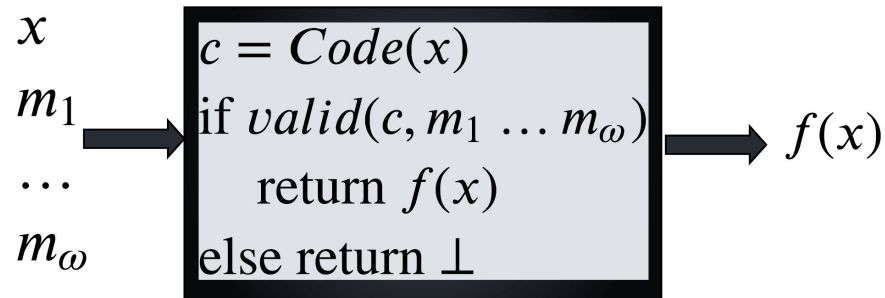 x
m₁
...
m_ω
c = Code(x)
if valid(c, m₁ ... m_ω)
return f(x)
else return ⊥
f(x)